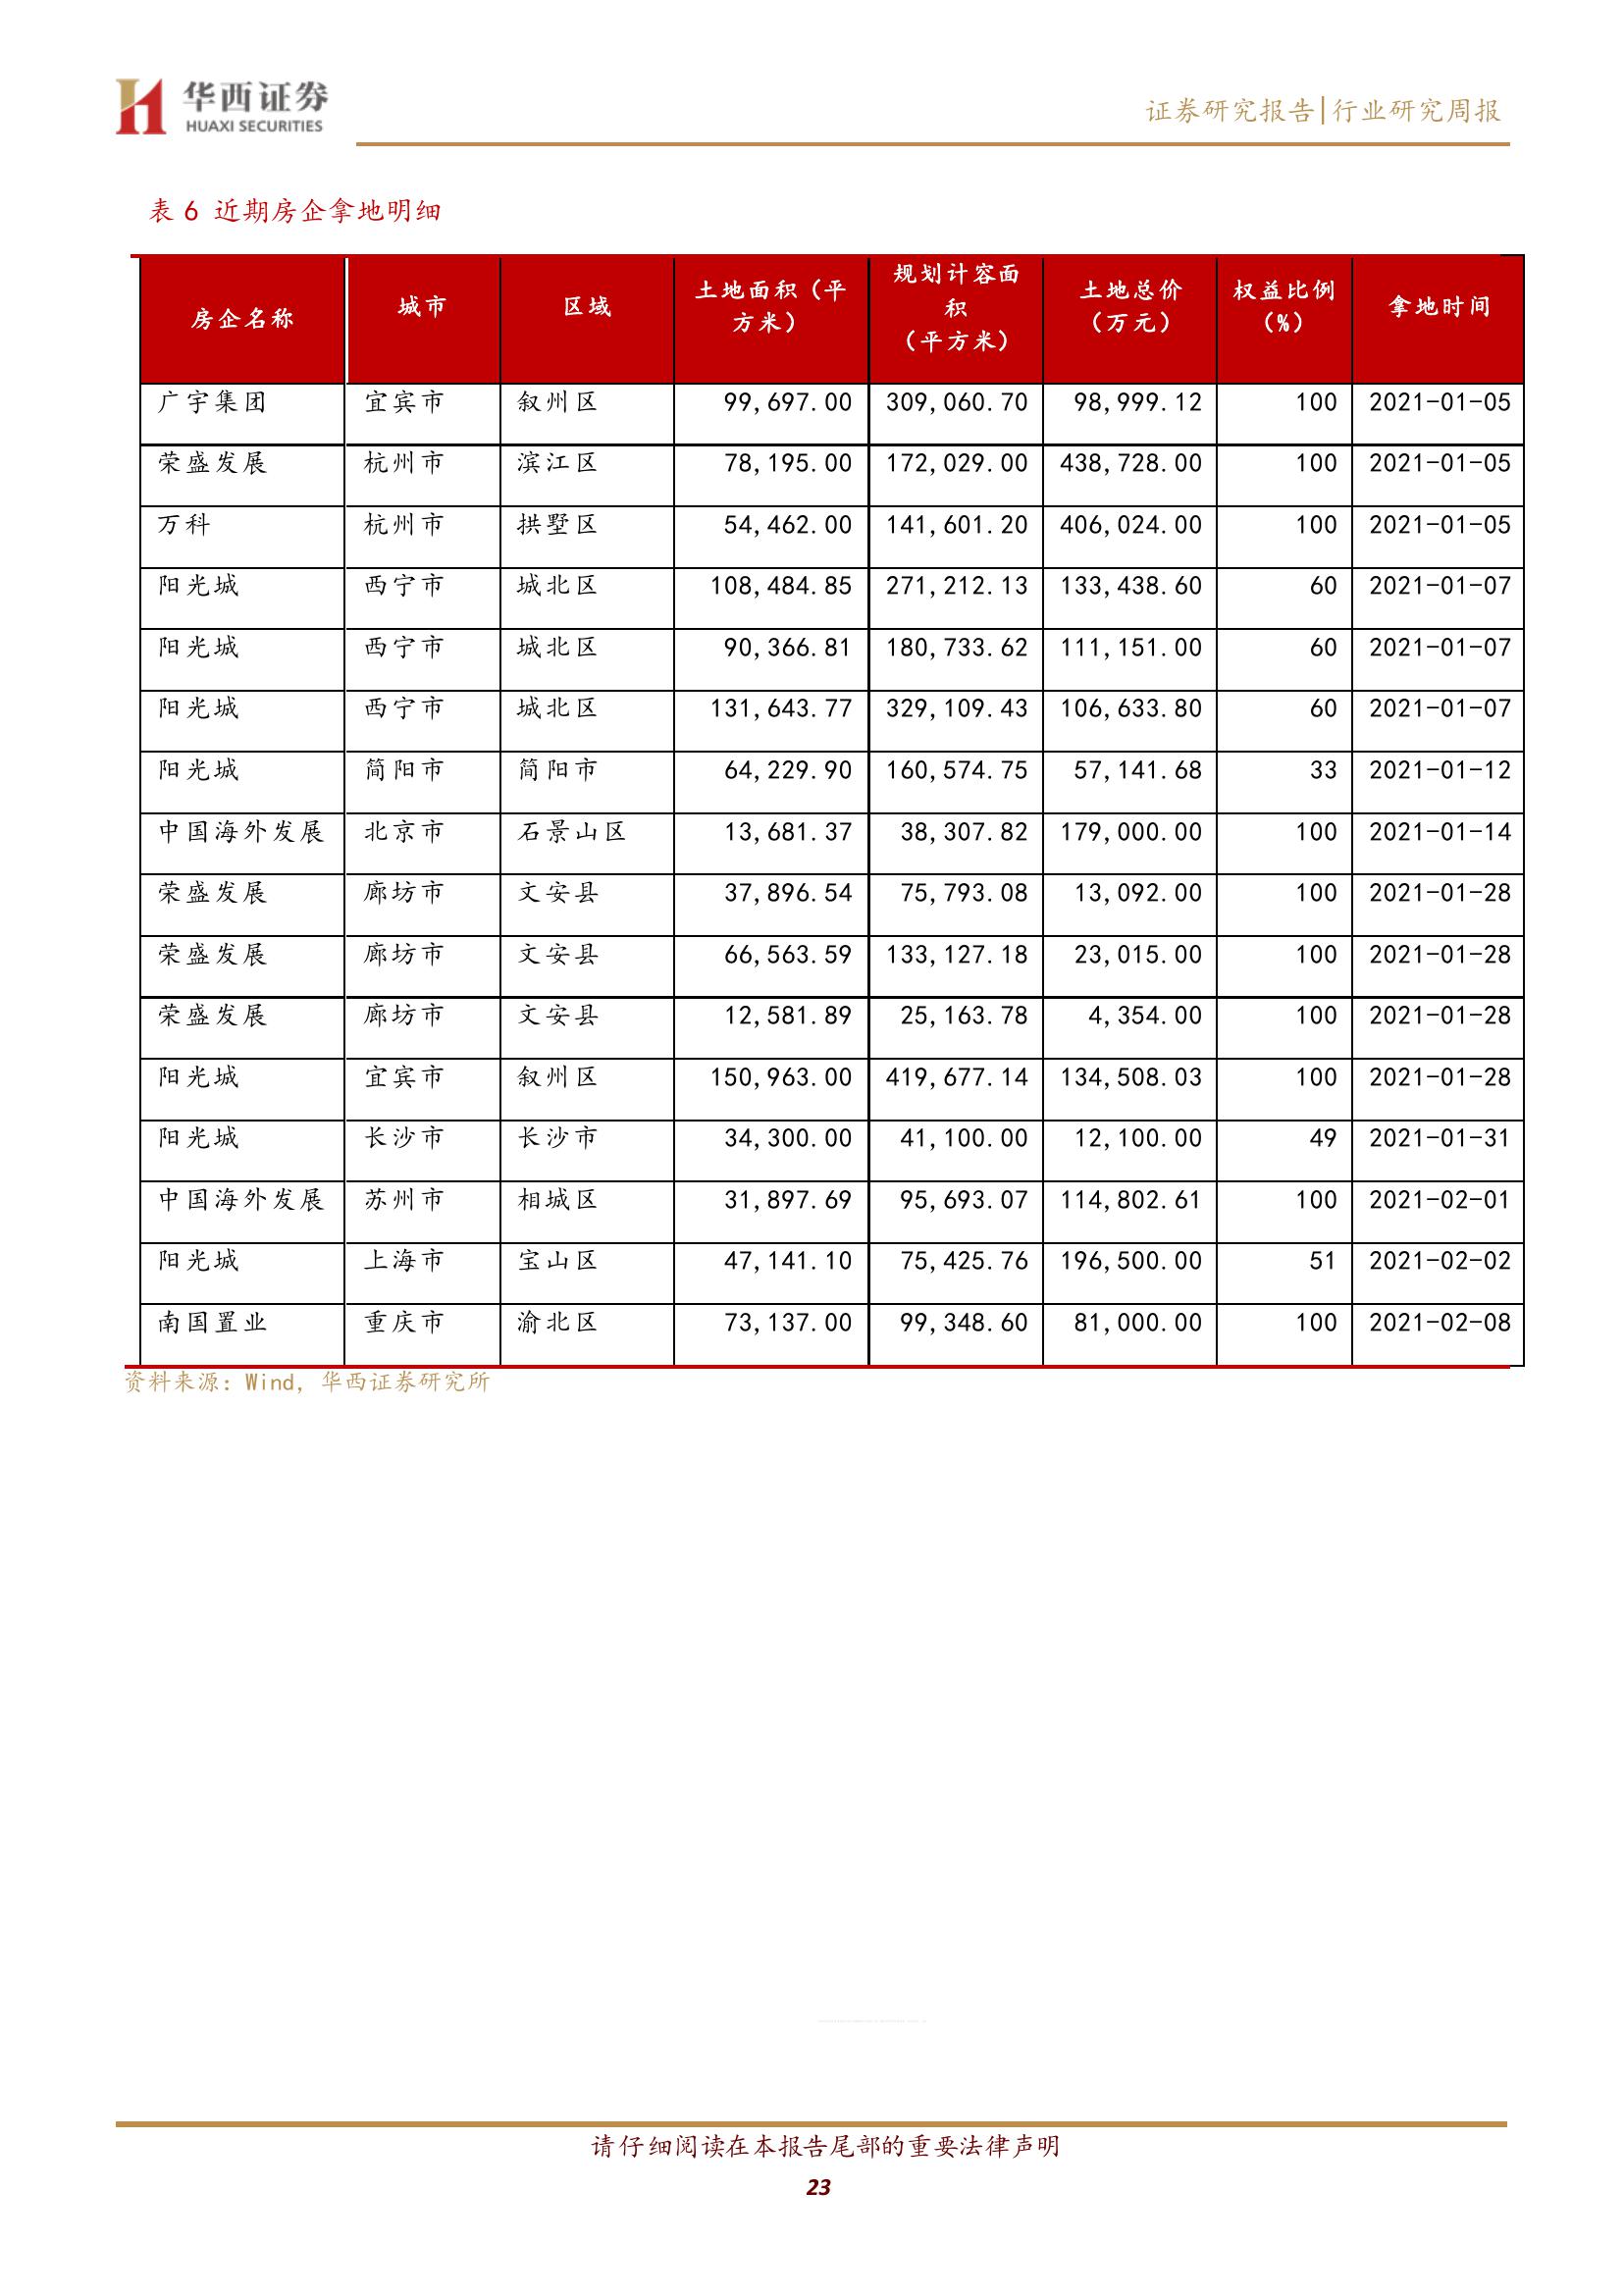 华西证券
HUAXI SECURITIES
证券研究报告|行业研究周报
表 6 近期房企拿地明细
房企名称 城市 区域 土地面积（平方米） 规划计容面积（平方米） 土地总价（万元） 权益比例（%） 拿地时间
广宇集团 宜宾市 叙州区 99,697.00 309,060.70 98,999.12 100 2021-01-05
荣盛发展 杭州市 滨江区 78,195.00 172,029.00 438,728.00 100 2021-01-05
万科 杭州市 拱墅区 54,462.00 141,601.20 406,024.00 100 2021-01-05
阳光城 西宁市 城北区 108,484.85 271,212.13 133,438.60 60 2021-01-07
阳光城 西宁市 城北区 90,366.81 180,733.62 111,151.00 60 2021-01-07
阳光城 西宁市 城北区 131,643.77 329,109.43 106,633.80 60 2021-01-07
阳光城 简阳市 简阳市 64,229.90 160,574.75 57,141.68 33 2021-01-12
中国海外发展 北京市 石景山区 13,681.37 38,307.82 179,000.00 100 2021-01-14
荣盛发展 廊坊市 文安县 37,896.54 75,793.08 13,092.00 100 2021-01-28
荣盛发展 廊坊市 文安县 66,563.59 133,127.18 23,015.00 100 2021-01-28
荣盛发展 廊坊市 文安县 12,581.89 25,163.78 4,354.00 100 2021-01-28
阳光城 宜宾市 叙州区 150,963.00 419,677.14 134,508.03 100 2021-01-28
阳光城 长沙市 长沙市 34,300.00 41,100.00 12,100.00 49 2021-01-31
中国海外发展 苏州市 相城区 31,897.69 95,693.07 114,802.61 100 2021-02-01
阳光城 上海市 宝山区 47,141.10 75,425.76 196,500.00 51 2021-02-02
南国置业 重庆市 渝北区 73,137.00 99,348.60 81,000.00 100 2021-02-08
资料来源：Wind，华西证券研究所
请仔细阅读在本报告尾部的重要法律声明
23